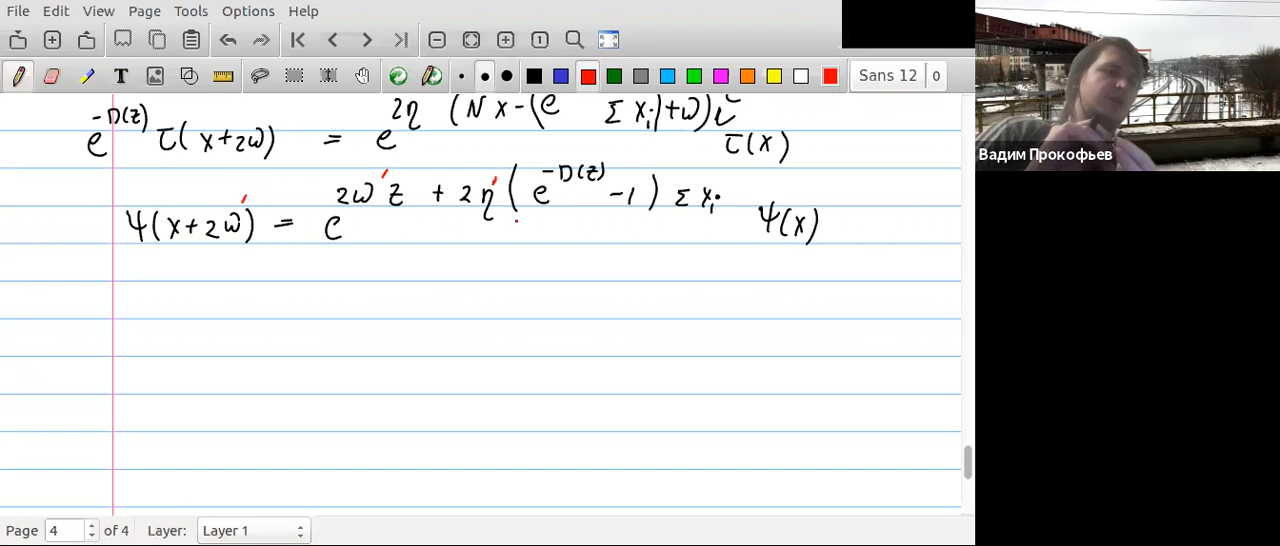 File Edit View Page Tools Options Help
Sans 12 0
e^{-D(z)} τ(x+2ω) = e^{2η (Nx-(e Σ x_i)+ω)} τ(x)
Ψ(x+2ω') = e^{2ω'z + 2η'(e^{-D(z)} -1) Σ x_i} Ψ(x)
Вадим Прокофьев
Page 4 of 4 Layer: Layer 1